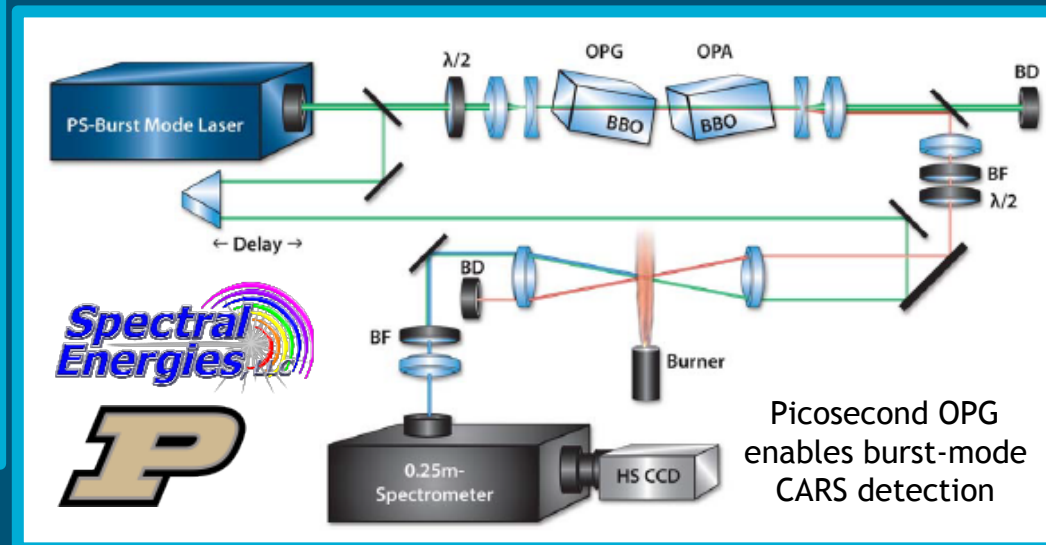 OPG
OPA
λ/2
BD
PS-Burst Mode Laser
BBO
BBO
BF
λ/2
← Delay →
BD
BF
Burner
Spectral
Energies, LLC
P
0.25m-
Spectrometer
HS CCD
Picosecond OPG
enables burst-mode
CARS detection